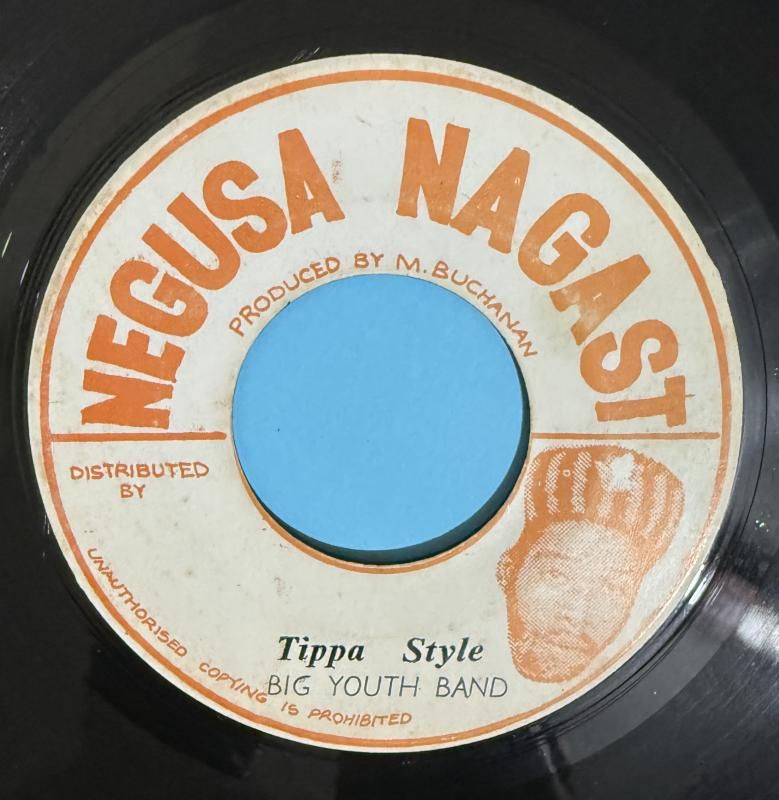 NEGUSA NAGAST
PRODUCED BY M. BUCHANAN
DISTRIBUTED
BY
UNAUTHORISED COPYING IS PROHIBITED
Tippa Style
BIG YOUTH BAND